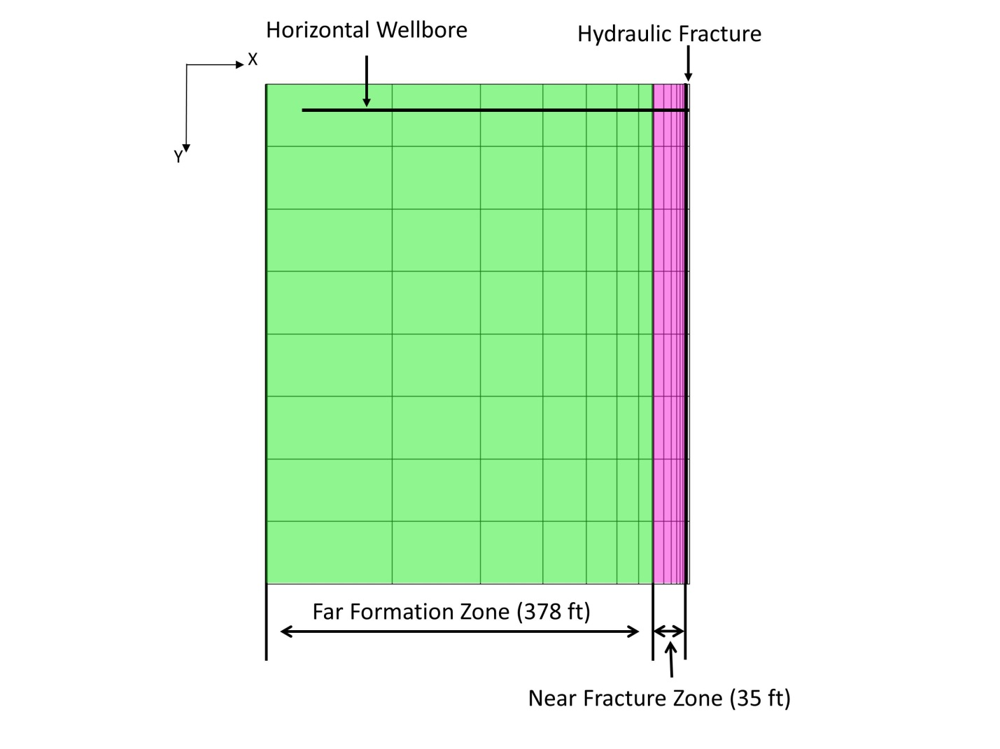 Horizontal Wellbore
Hydraulic Fracture
X
Y
Far Formation Zone (378 ft)
Near Fracture Zone (35 ft)